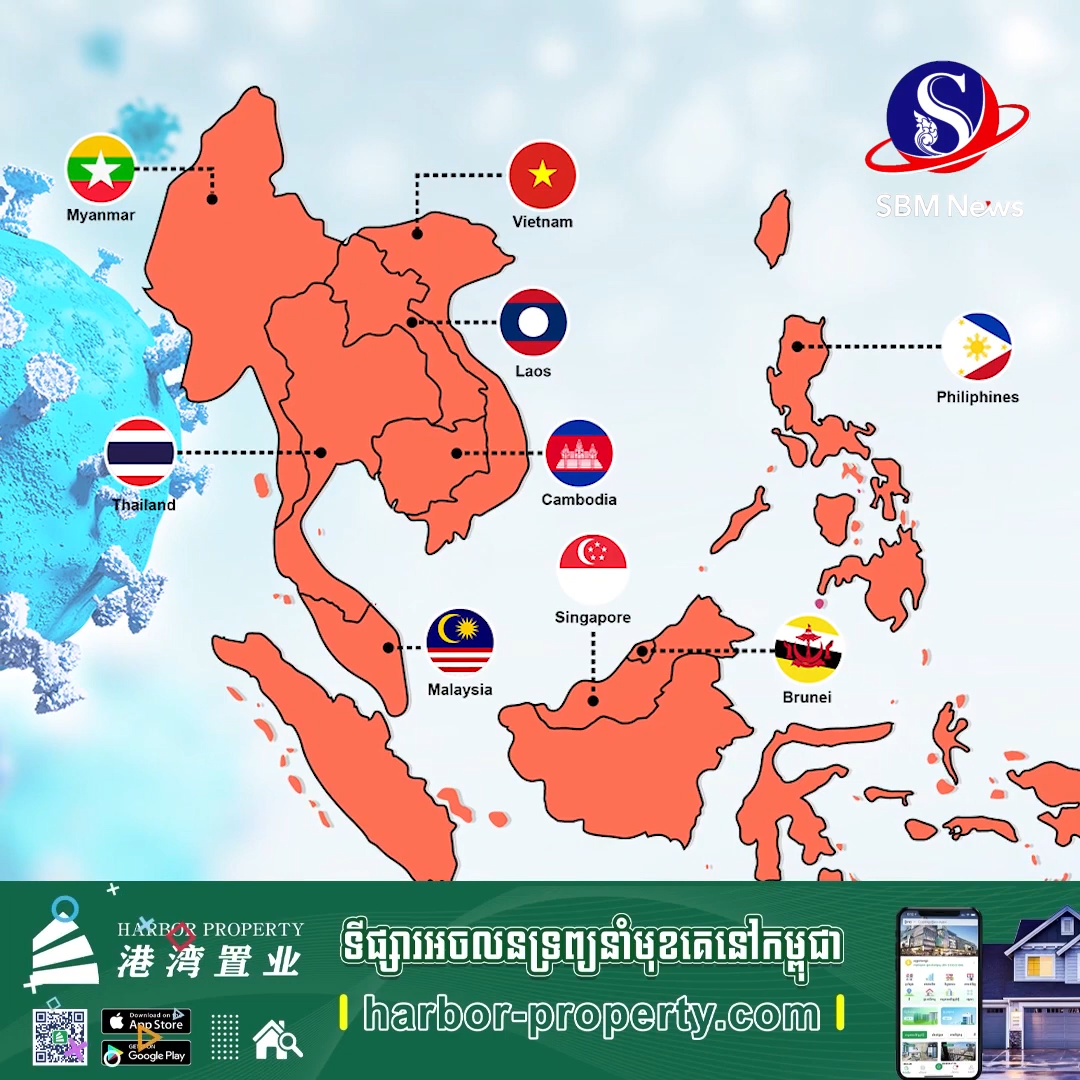 SBM News
Myanmar
Vietnam
Laos
Philiphines
Thailand
Cambodia
Singapore
Malaysia
Brunei
HARBOR PROPERTY
港湾置业
ទីផ្សារអចលនទ្រព្យនាំមុខគេនៅកម្ពុជា
harbor-property.com
Download on
App Store
GET IT ON
Google Play